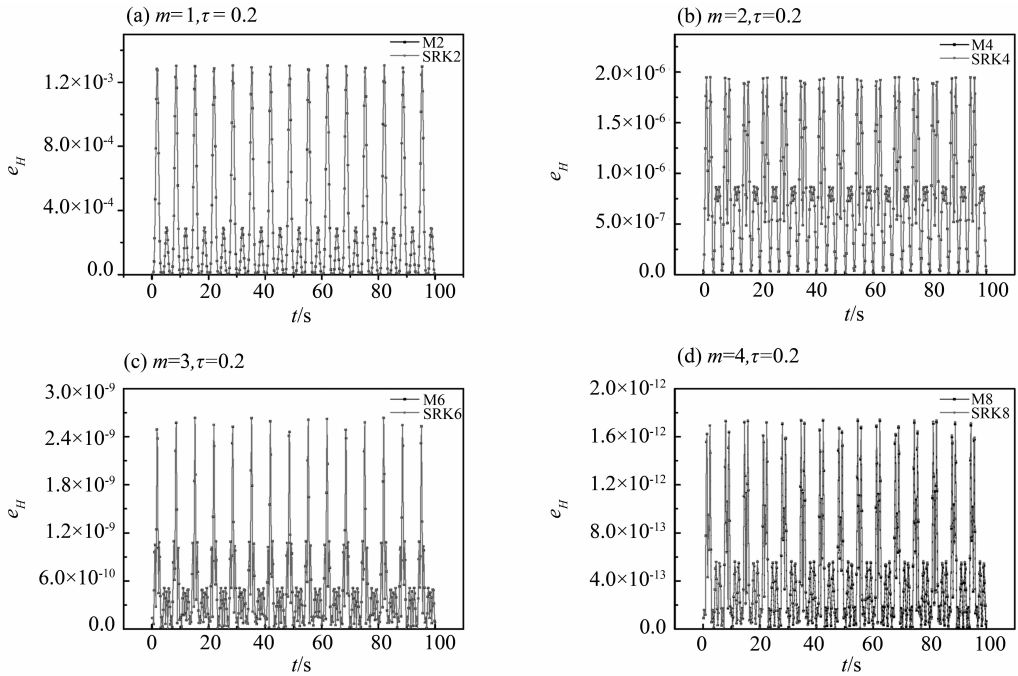 (a) m=1,τ= 0.2
M2
SRK2
1.2×10⁻³
8.0×10⁻⁴
4.0×10⁻⁴
0.0
e_H
0 20 40 60 80 100
t/s
(b) m=2,τ=0.2
M4
SRK4
2.0×10⁻⁶
1.5×10⁻⁶
1.0×10⁻⁶
5.0×10⁻⁷
0.0
e_H
0 20 40 60 80 100
t/s
(c) m=3,τ=0.2
M6
SRK6
3.0×10⁻⁹
2.4×10⁻⁹
1.8×10⁻⁹
1.2×10⁻⁹
6.0×10⁻¹⁰
0.0
e_H
0 20 40 60 80 100
t/s
(d) m=4,τ=0.2
M8
SRK8
2.0×10⁻¹²
1.6×10⁻¹²
1.2×10⁻¹²
8.0×10⁻¹³
4.0×10⁻¹³
0.0
e_H
0 20 40 60 80 100
t/s